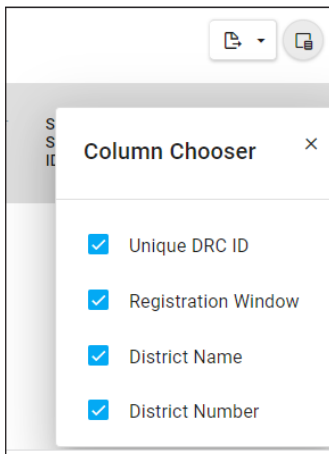 Column Chooser
Unique DRC ID
Registration Window
District Name
District Number